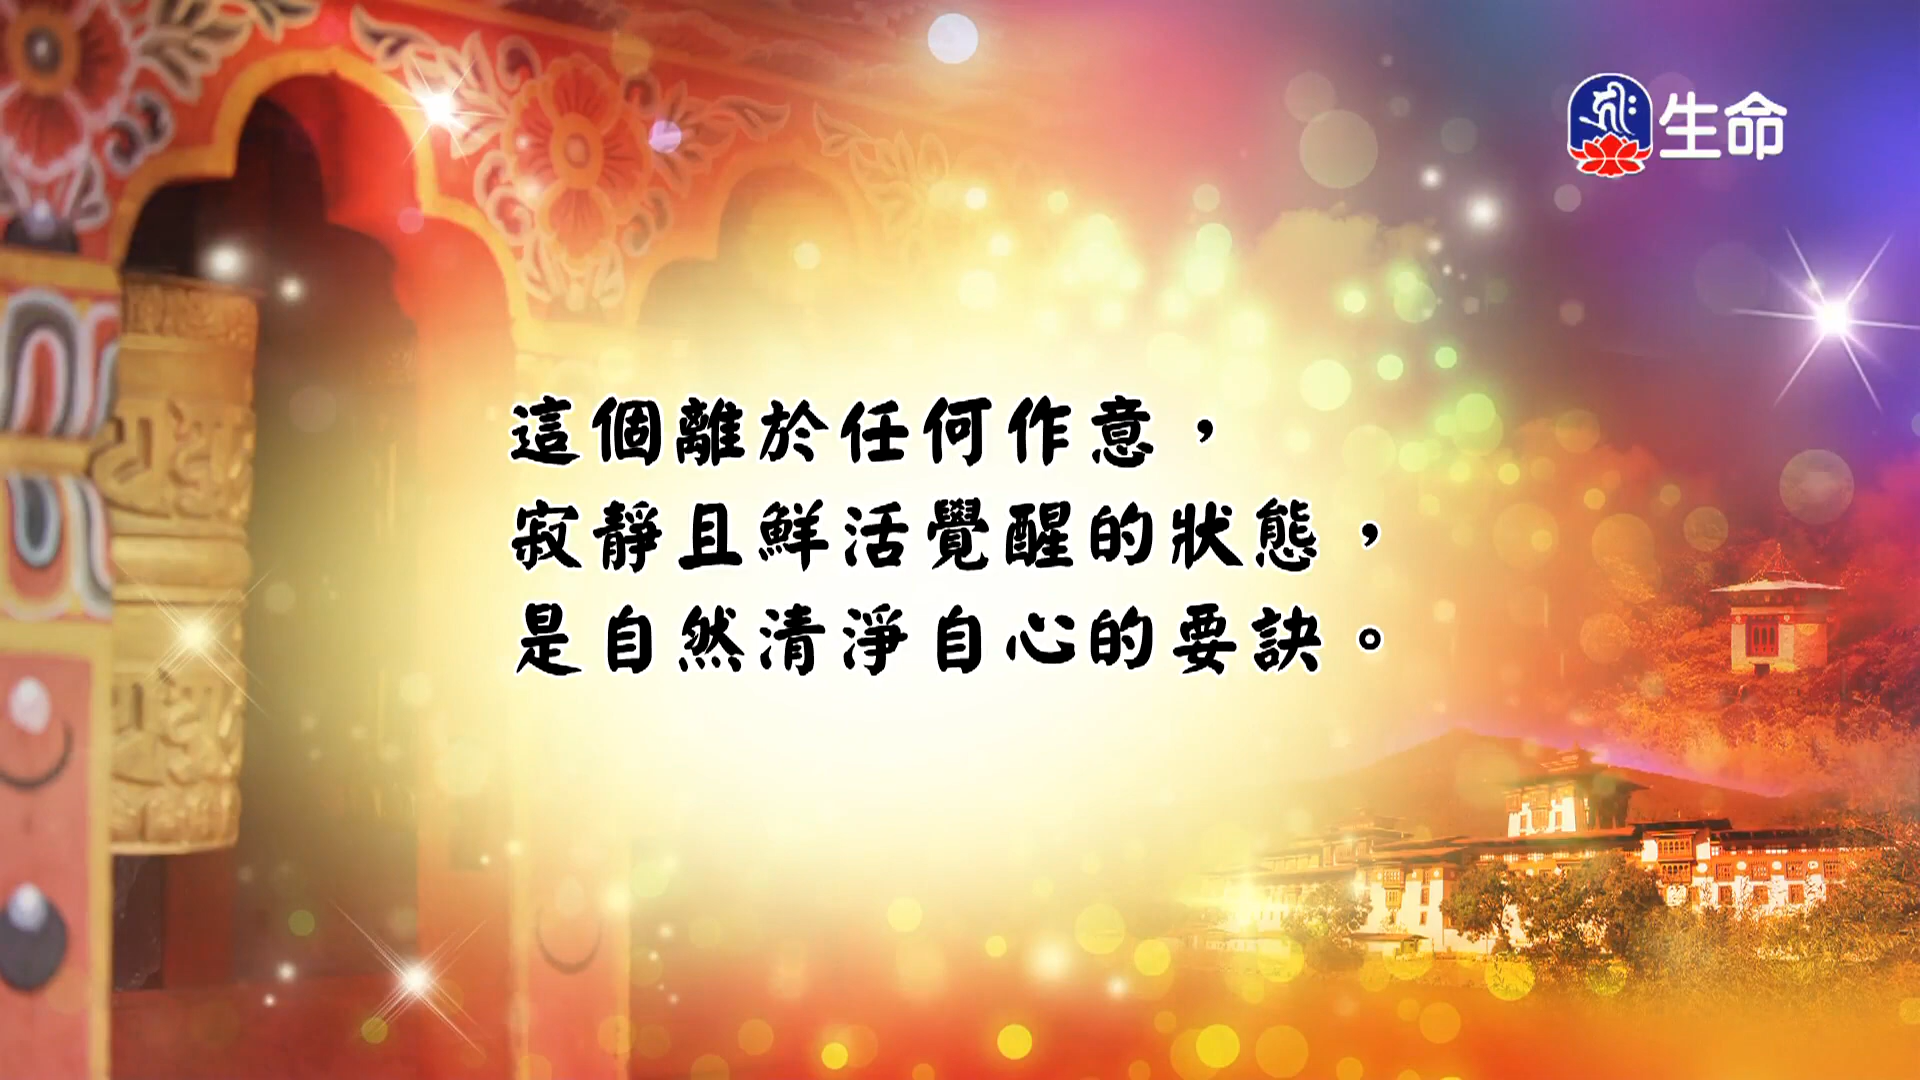 生命
這個離於任何作意，
寂靜且鮮活覺醒的狀態，
是自然清淨自心的要訣。